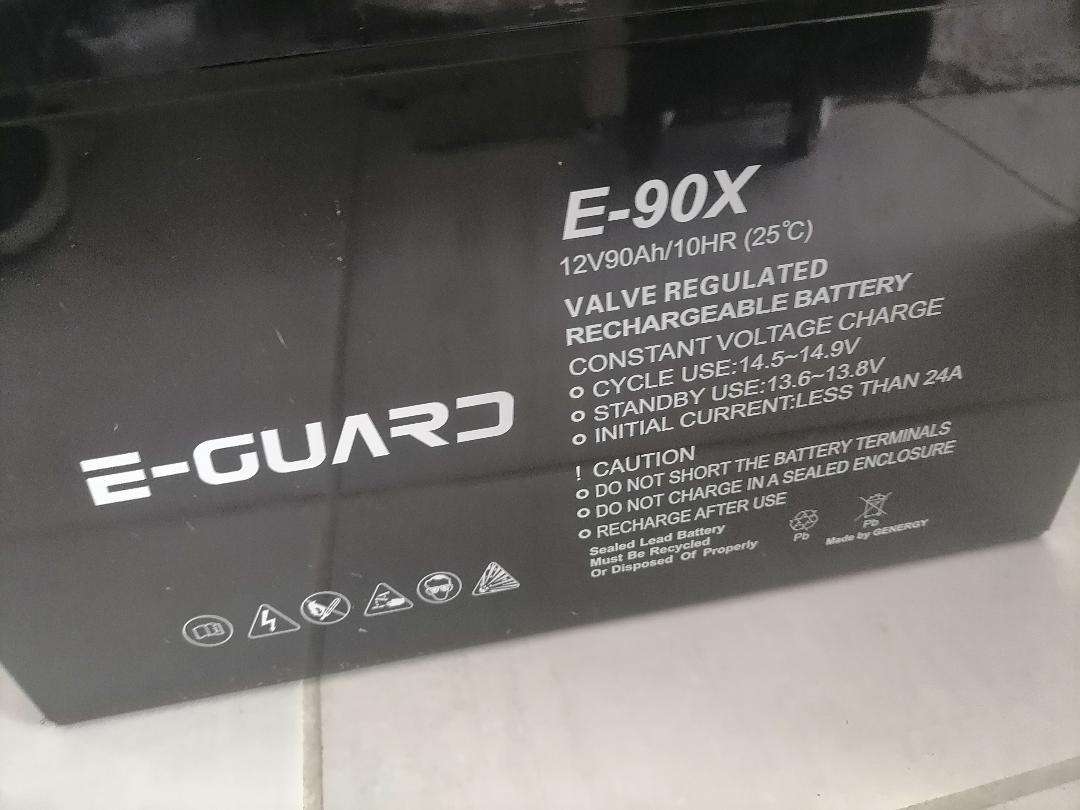 E-90X
12V90Ah/10HR (25℃)
VALVE REGULATED
RECHARGEABLE BATTERY
CONSTANT VOLTAGE CHARGE
o CYCLE USE:14.5~14.9V
o STANDBY USE:13.6~13.8V
o INITIAL CURRENT:LESS THAN 24A
E-GUARD
! CAUTION
o DO NOT SHORT THE BATTERY TERMINALS
o DO NOT CHARGE IN A SEALED ENCLOSURE
o RECHARGE AFTER USE
Sealed Lead Battery
Must Be Recycled
Or Disposed Of Properly
Pb
Pb
Made by GENERGY